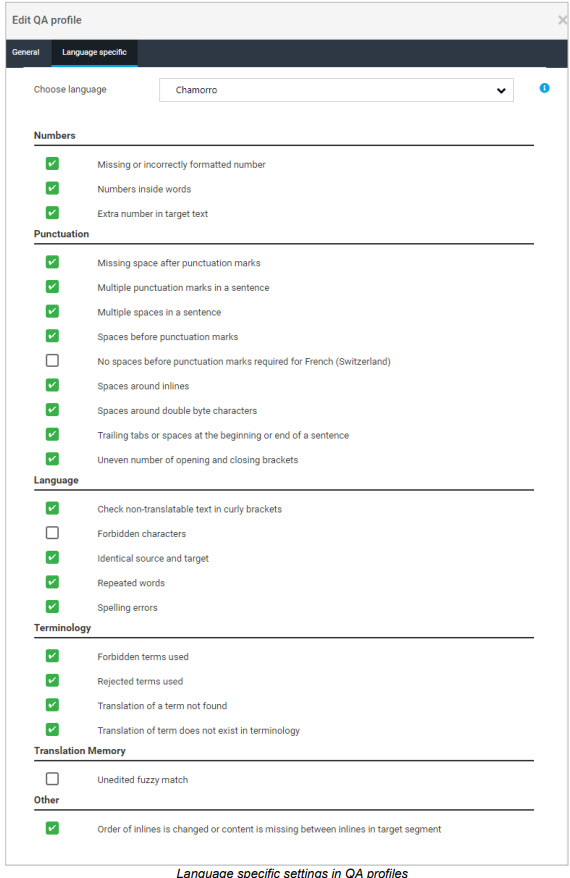 Edit QA profile
General Language specific
Choose language Chamorro
Numbers
Missing or incorrectly formatted number
Numbers inside words
Extra number in target text
Punctuation
Missing space after punctuation marks
Multiple punctuation marks in a sentence
Multiple spaces in a sentence
Spaces before punctuation marks
No spaces before punctuation marks required for French (Switzerland)
Spaces around inlines
Spaces around double byte characters
Trailing tabs or spaces at the beginning or end of a sentence
Uneven number of opening and closing brackets
Language
Check non-translatable text in curly brackets
Forbidden characters
Identical source and target
Repeated words
Spelling errors
Terminology
Forbidden terms used
Rejected terms used
Translation of a term not found
Translation of term does not exist in terminology
Translation Memory
Unedited fuzzy match
Other
Order of inlines is changed or content is missing between inlines in target segment
Language specific settings in QA profiles